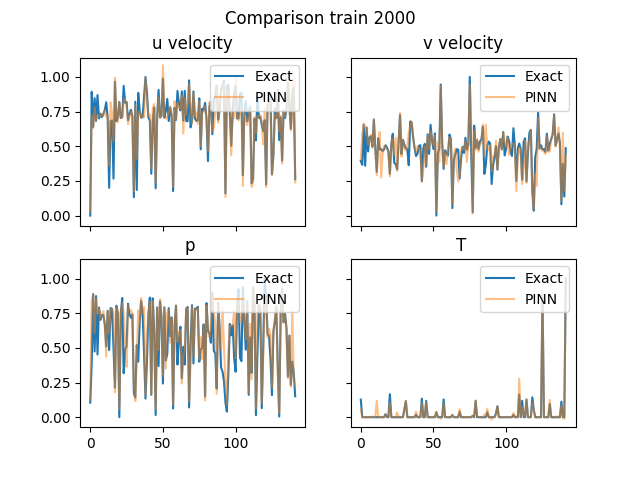 Comparison train 2000
u velocity
v velocity
1.00
0.75
0.50
0.25
0.00
Exact
PINN
Exact
PINN
p
T
1.00
0.75
0.50
0.25
0.00
Exact
PINN
Exact
PINN
0
50
100
0
50
100